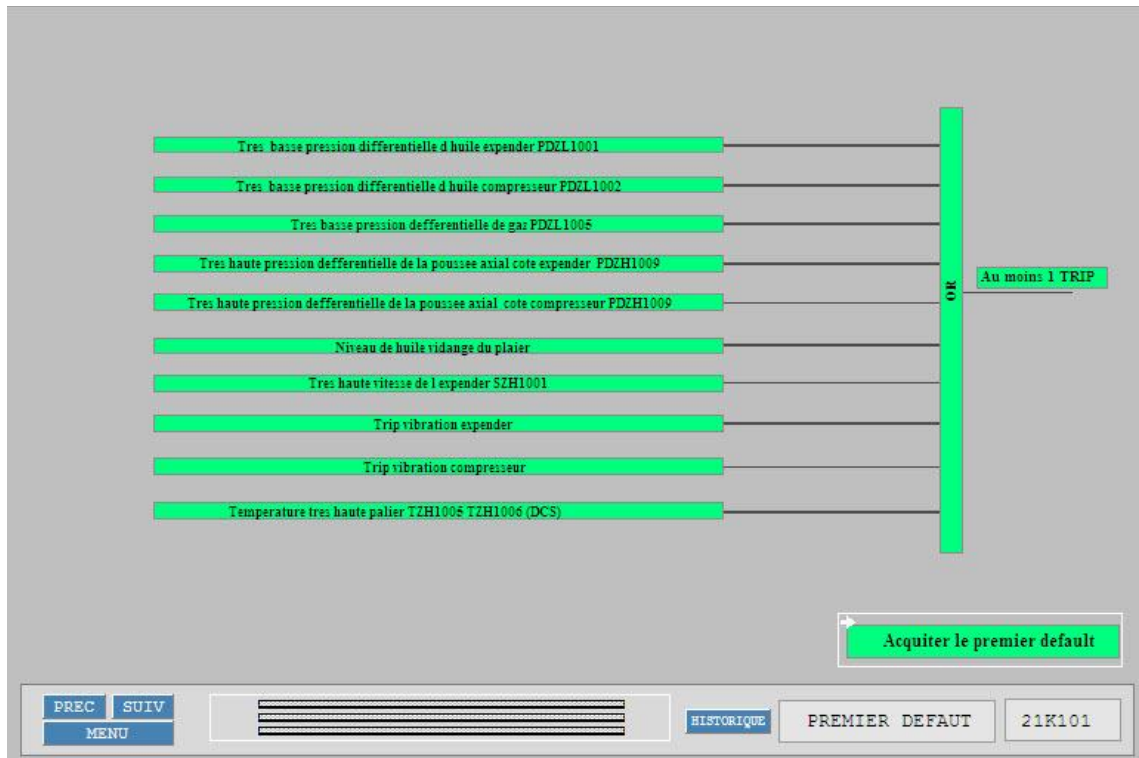 Tres basse pression differentielle d huile expender PDZL1001
Tres basse pression differentielle d huile compresseur PDZL1002
Tres basse pression defferentielle de gaz PDZL1005
Tres haute pression defferentielle de la poussee axial cote expender PDZH1009
Tres haute pression defferentielle de la poussee axial cote compresseur PDZH1009
Niveau de huile vidange du plaier
Tres haute vitesse de l expender SZH1001
Trip vibration expender
Trip vibration compresseur
Temperature tres haute palier TZH1005 TZH1006 (DCS)
OR
Au moins 1 TRIP
Acquiter le premier default
PREC SUIV
MENU
HISTORIQUE
PREMIER DEFAUT
21K101